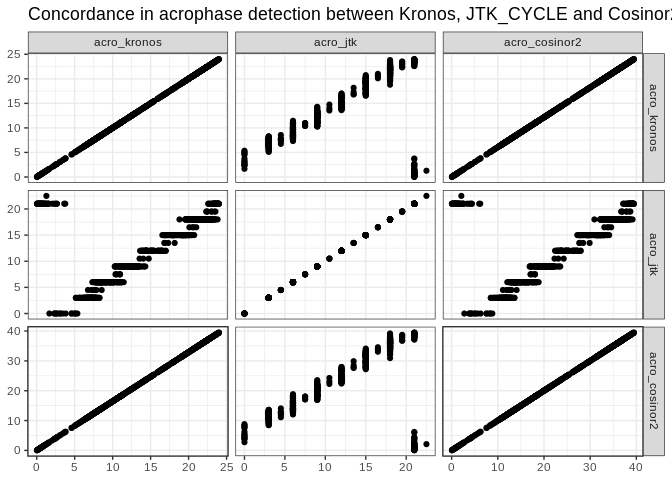 Concordance in acrophase detection between Kronos, JTK_CYCLE and Cosinor2
acro_kronos acro_jtk acro_cosinor2
25
20
15
10
5
0
acro_kronos
20
15
10
5
0
acro_jtk
40
30
20
10
0
acro_cosinor2
0 5 10 15 20 25 0 5 10 15 20 0 10 20 30 40